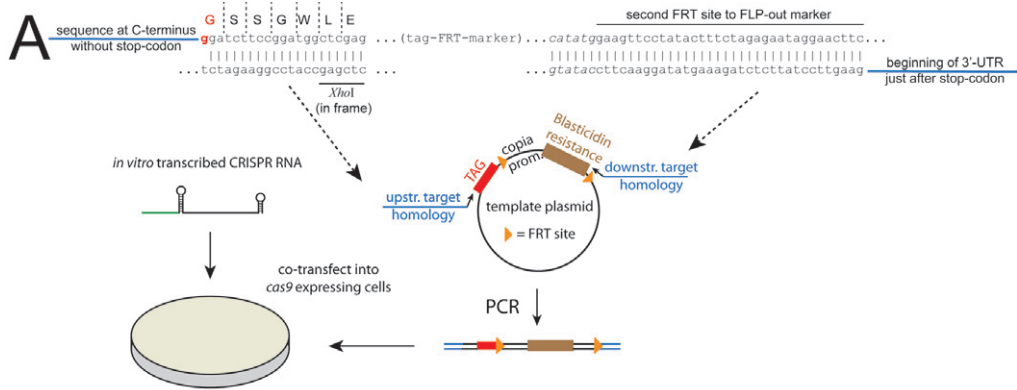 A
sequence at C-terminus
without stop-codon
G S S G W L E
ggatcttccggatggctcgag ... (tag-FRT-marker)... catatggaagttcctatactttctagagaataggaacttc...
...tctagaaggcctaccgagctc ... ...gtataccttcaaggatatgaaagatctcttatccttgaag
second FRT site to FLP-out marker
XhoI
(in frame)
beginning of 3'-UTR
just after stop-codon
in vitro transcribed CRISPR RNA
TAG
copia
prom.
Blasticidin
resistance
upstr. target
homology
downstr. target
homology
template plasmid
= FRT site
co-transfect into
cas9 expressing cells
PCR